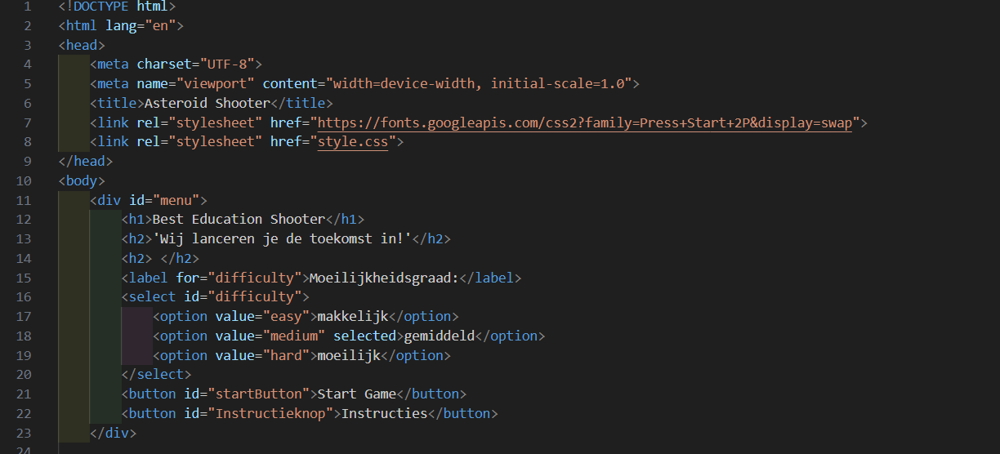 1 <!DOCTYPE html>
2 <html lang="en">
3 <head>
4 <meta charset="UTF-8">
5 <meta name="viewport" content="width=device-width, initial-scale=1.0">
6 <title>Asteroid Shooter</title>
7 <link rel="stylesheet" href="https://fonts.googleapis.com/css2?family=Press+Start+2P&display=swap">
8 <link rel="stylesheet" href="style.css">
9 </head>
10 <body>
11 <div id="menu">
12 <h1>Best Education Shooter</h1>
13 <h2>'Wij lanceren je de toekomst in!'</h2>
14 <h2> </h2>
15 <label for="difficulty">Moeilijkheidsgraad:</label>
16 <select id="difficulty">
17 <option value="easy">makkelijk</option>
18 <option value="medium" selected>gemiddeld</option>
19 <option value="hard">moeilijk</option>
20 </select>
21 <button id="startButton">Start Game</button>
22 <button id="Instructieknop">Instructies</button>
23 </div>
24